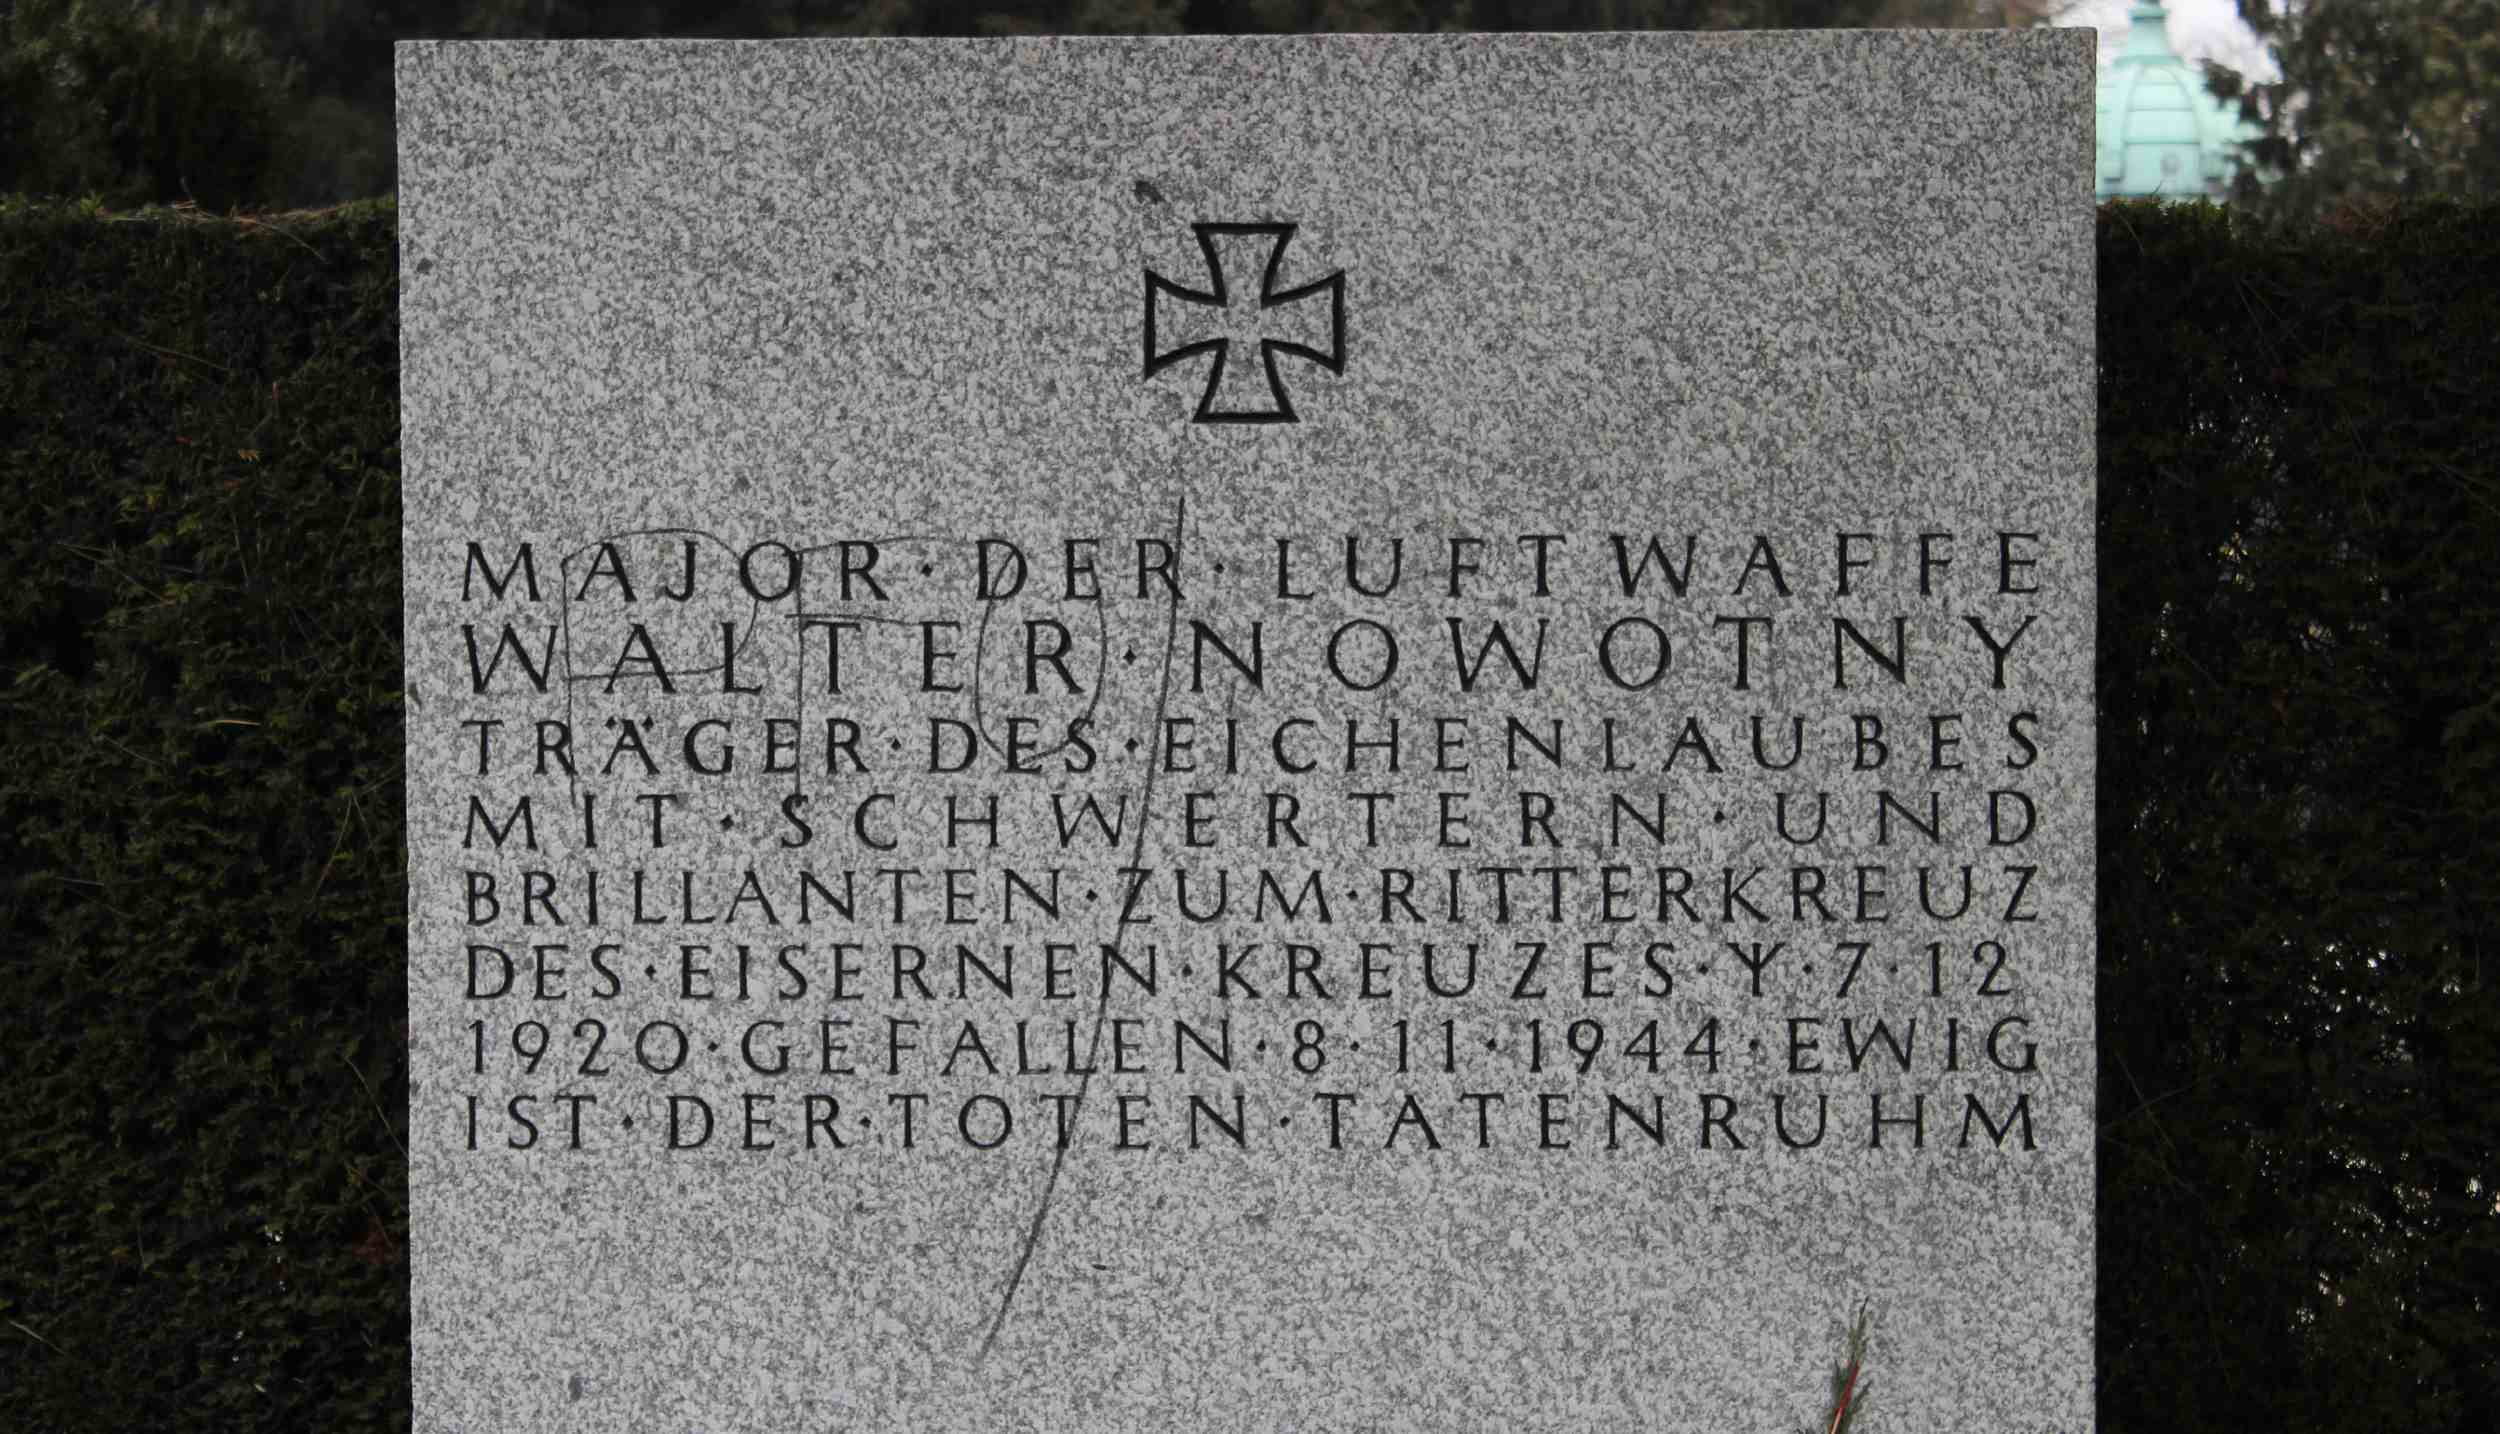 MAJOR·DER·LUFTWAFFE
WALTER·NOWOTNY
TRÄGER·DES·EICHENLAUBES
MIT·SCHWERTERN·UND
BRILLANTEN·ZUM·RITTERKREUZ
DES·EISERNEN·KREUZES·ᛉ·7·12
1920·GEFALLEN·8·11·1944·EWIG
IST·DER·TOTEN·TATENRUHM